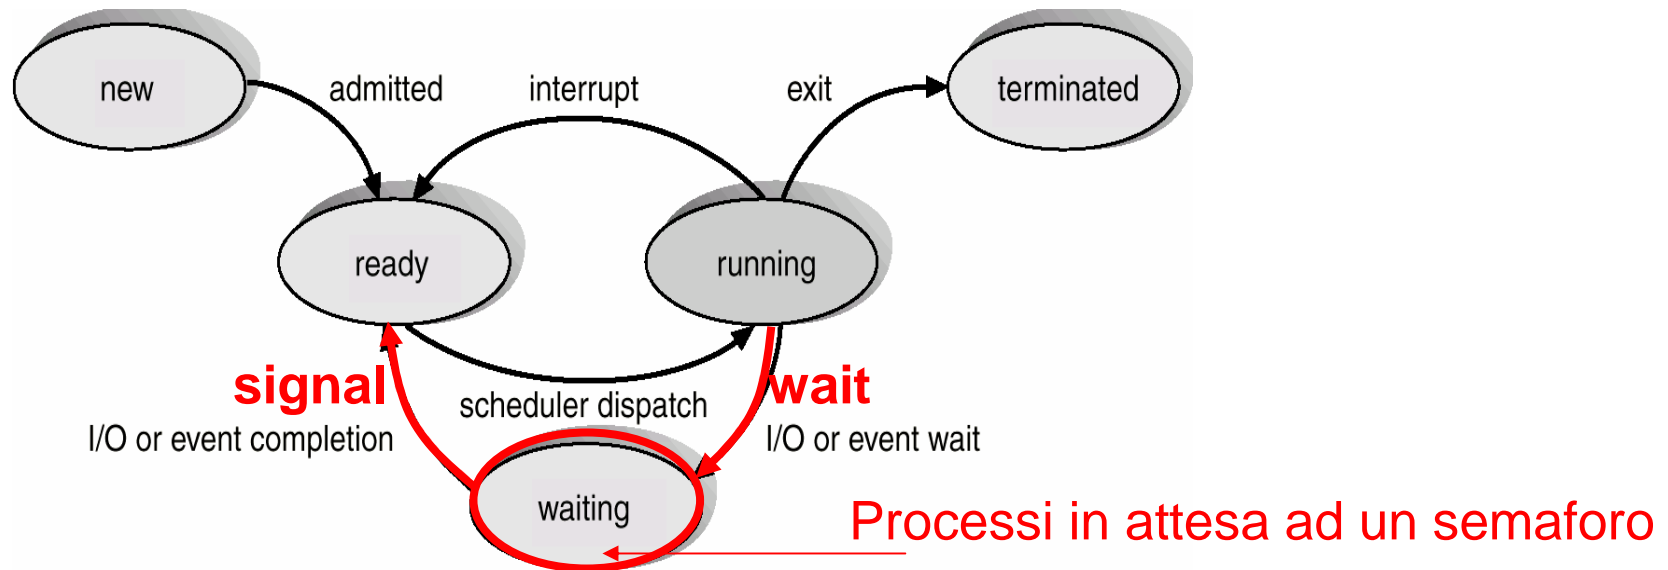 new
admitted
interrupt
exit
terminated
ready
running
signal
scheduler dispatch
wait
I/O or event completion
I/O or event wait
waiting
Processi in attesa ad un semaforo